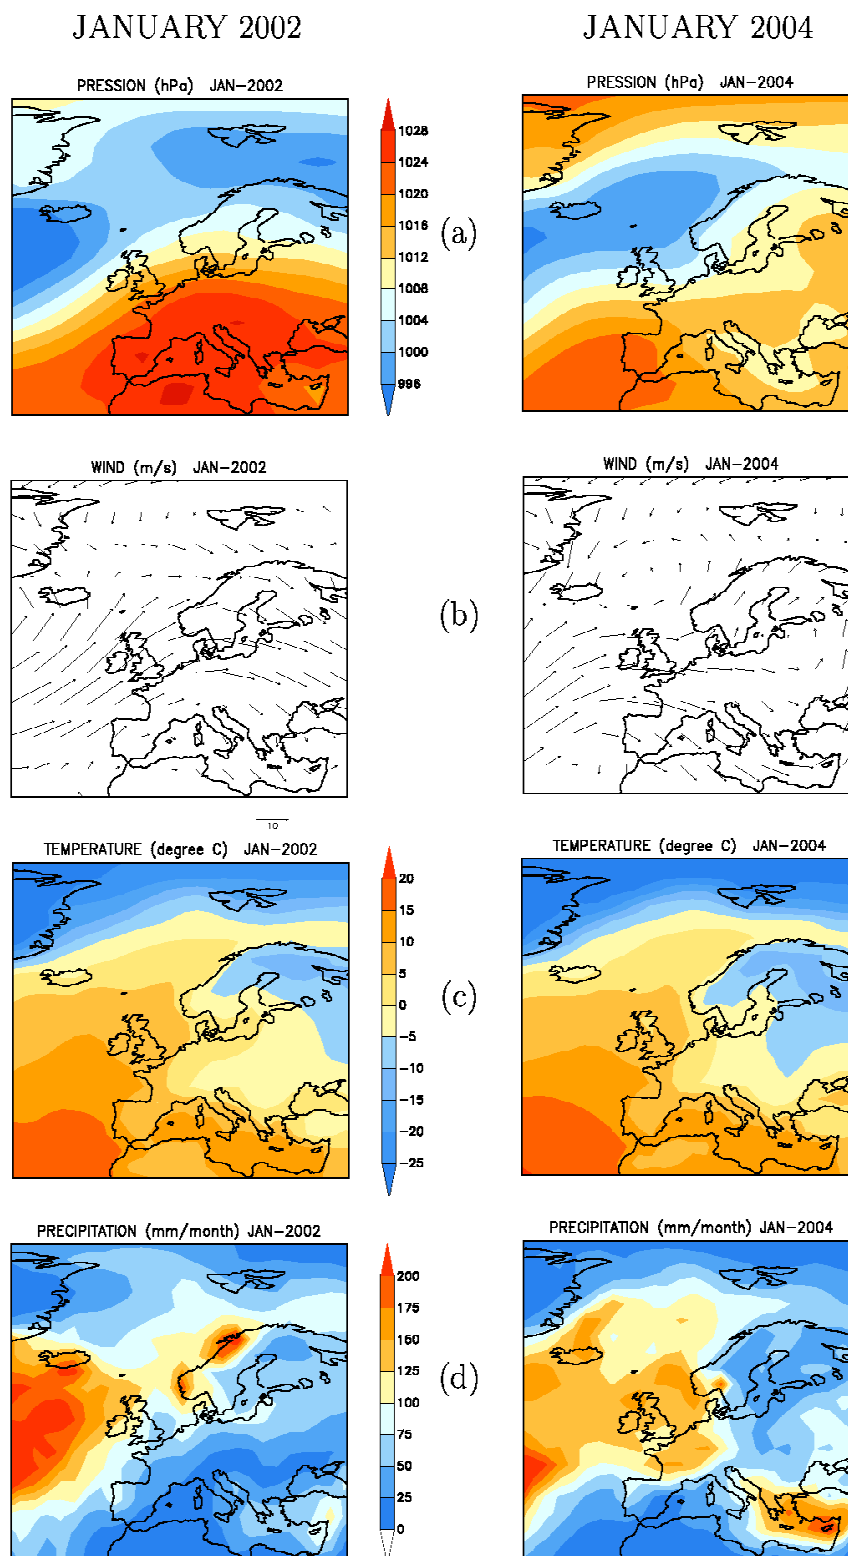 JANUARY 2002
JANUARY 2004
PRESSION (hPa) JAN-2002
PRESSION (hPa) JAN-2004
1028
1024
1020
1016
1012
1008
1004
1000
996
(a)
WIND (m/s) JAN-2002
WIND (m/s) JAN-2004
(b)
10
TEMPERATURE (degree C) JAN-2002
TEMPERATURE (degree C) JAN-2004
20
15
10
5
0
-5
-10
-15
-20
-25
(c)
PRECIPITATION (mm/month) JAN-2002
PRECIPITATION (mm/month) JAN-2004
200
175
150
125
100
75
50
25
0
(d)